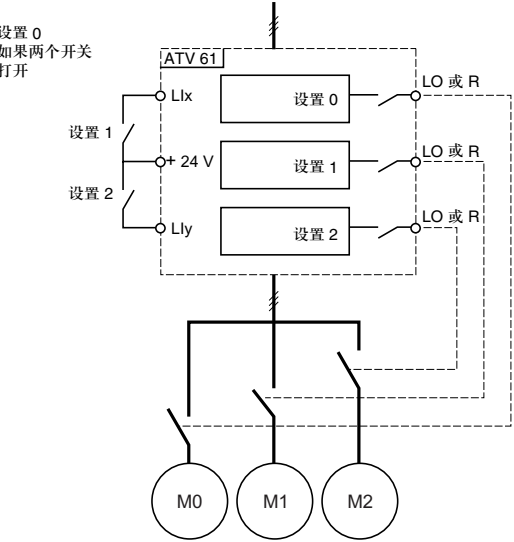 设置 0
如果两个开关
打开
ATV 61
LIx
设置 0
LO 或 R
设置 1
+ 24 V
设置 1
LO 或 R
设置 2
LIy
设置 2
LO 或 R
M0
M1
M2